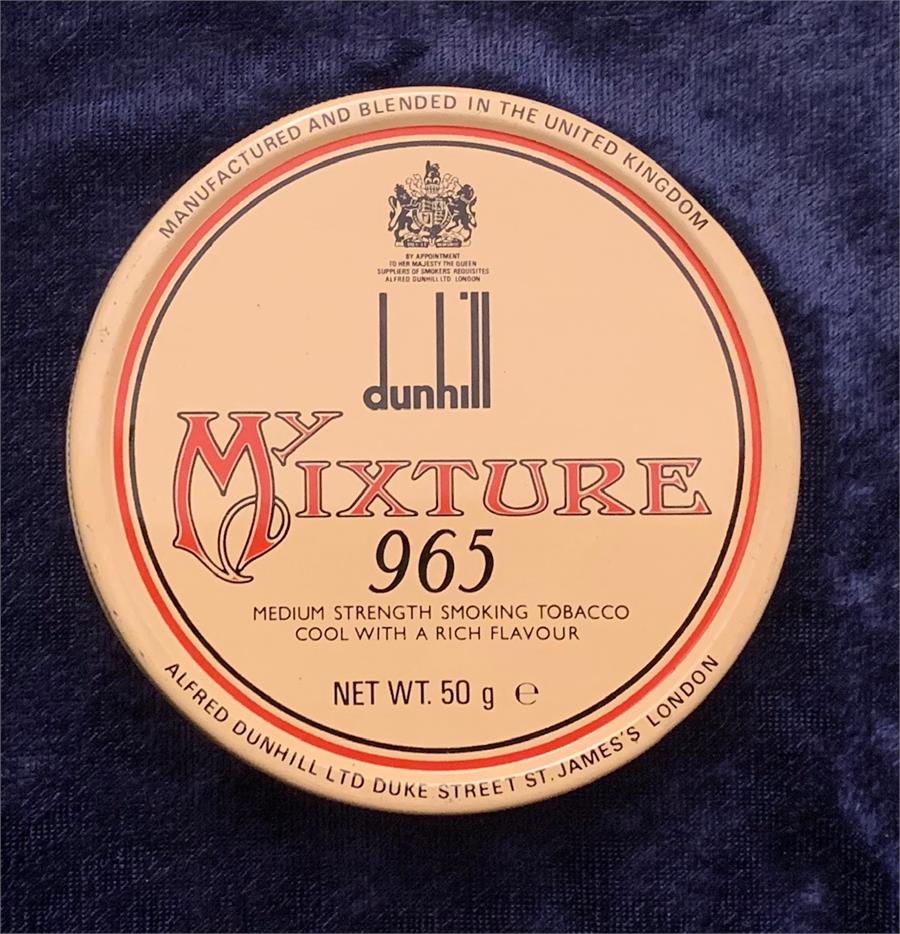 MANUFACTURED AND BLENDED IN THE UNITED KINGDOM
BY APPOINTMENT
TO HER MAJESTY THE QUEEN
SUPPLIERS OF SMOKERS REQUISITES
ALFRED DUNHILL LTD LONDON
dunhill
MY MIXTURE
965
MEDIUM STRENGTH SMOKING TOBACCO
COOL WITH A RICH FLAVOUR
NET WT. 50 g ℮
ALFRED DUNHILL LTD DUKE STREET ST. JAMES'S LONDON